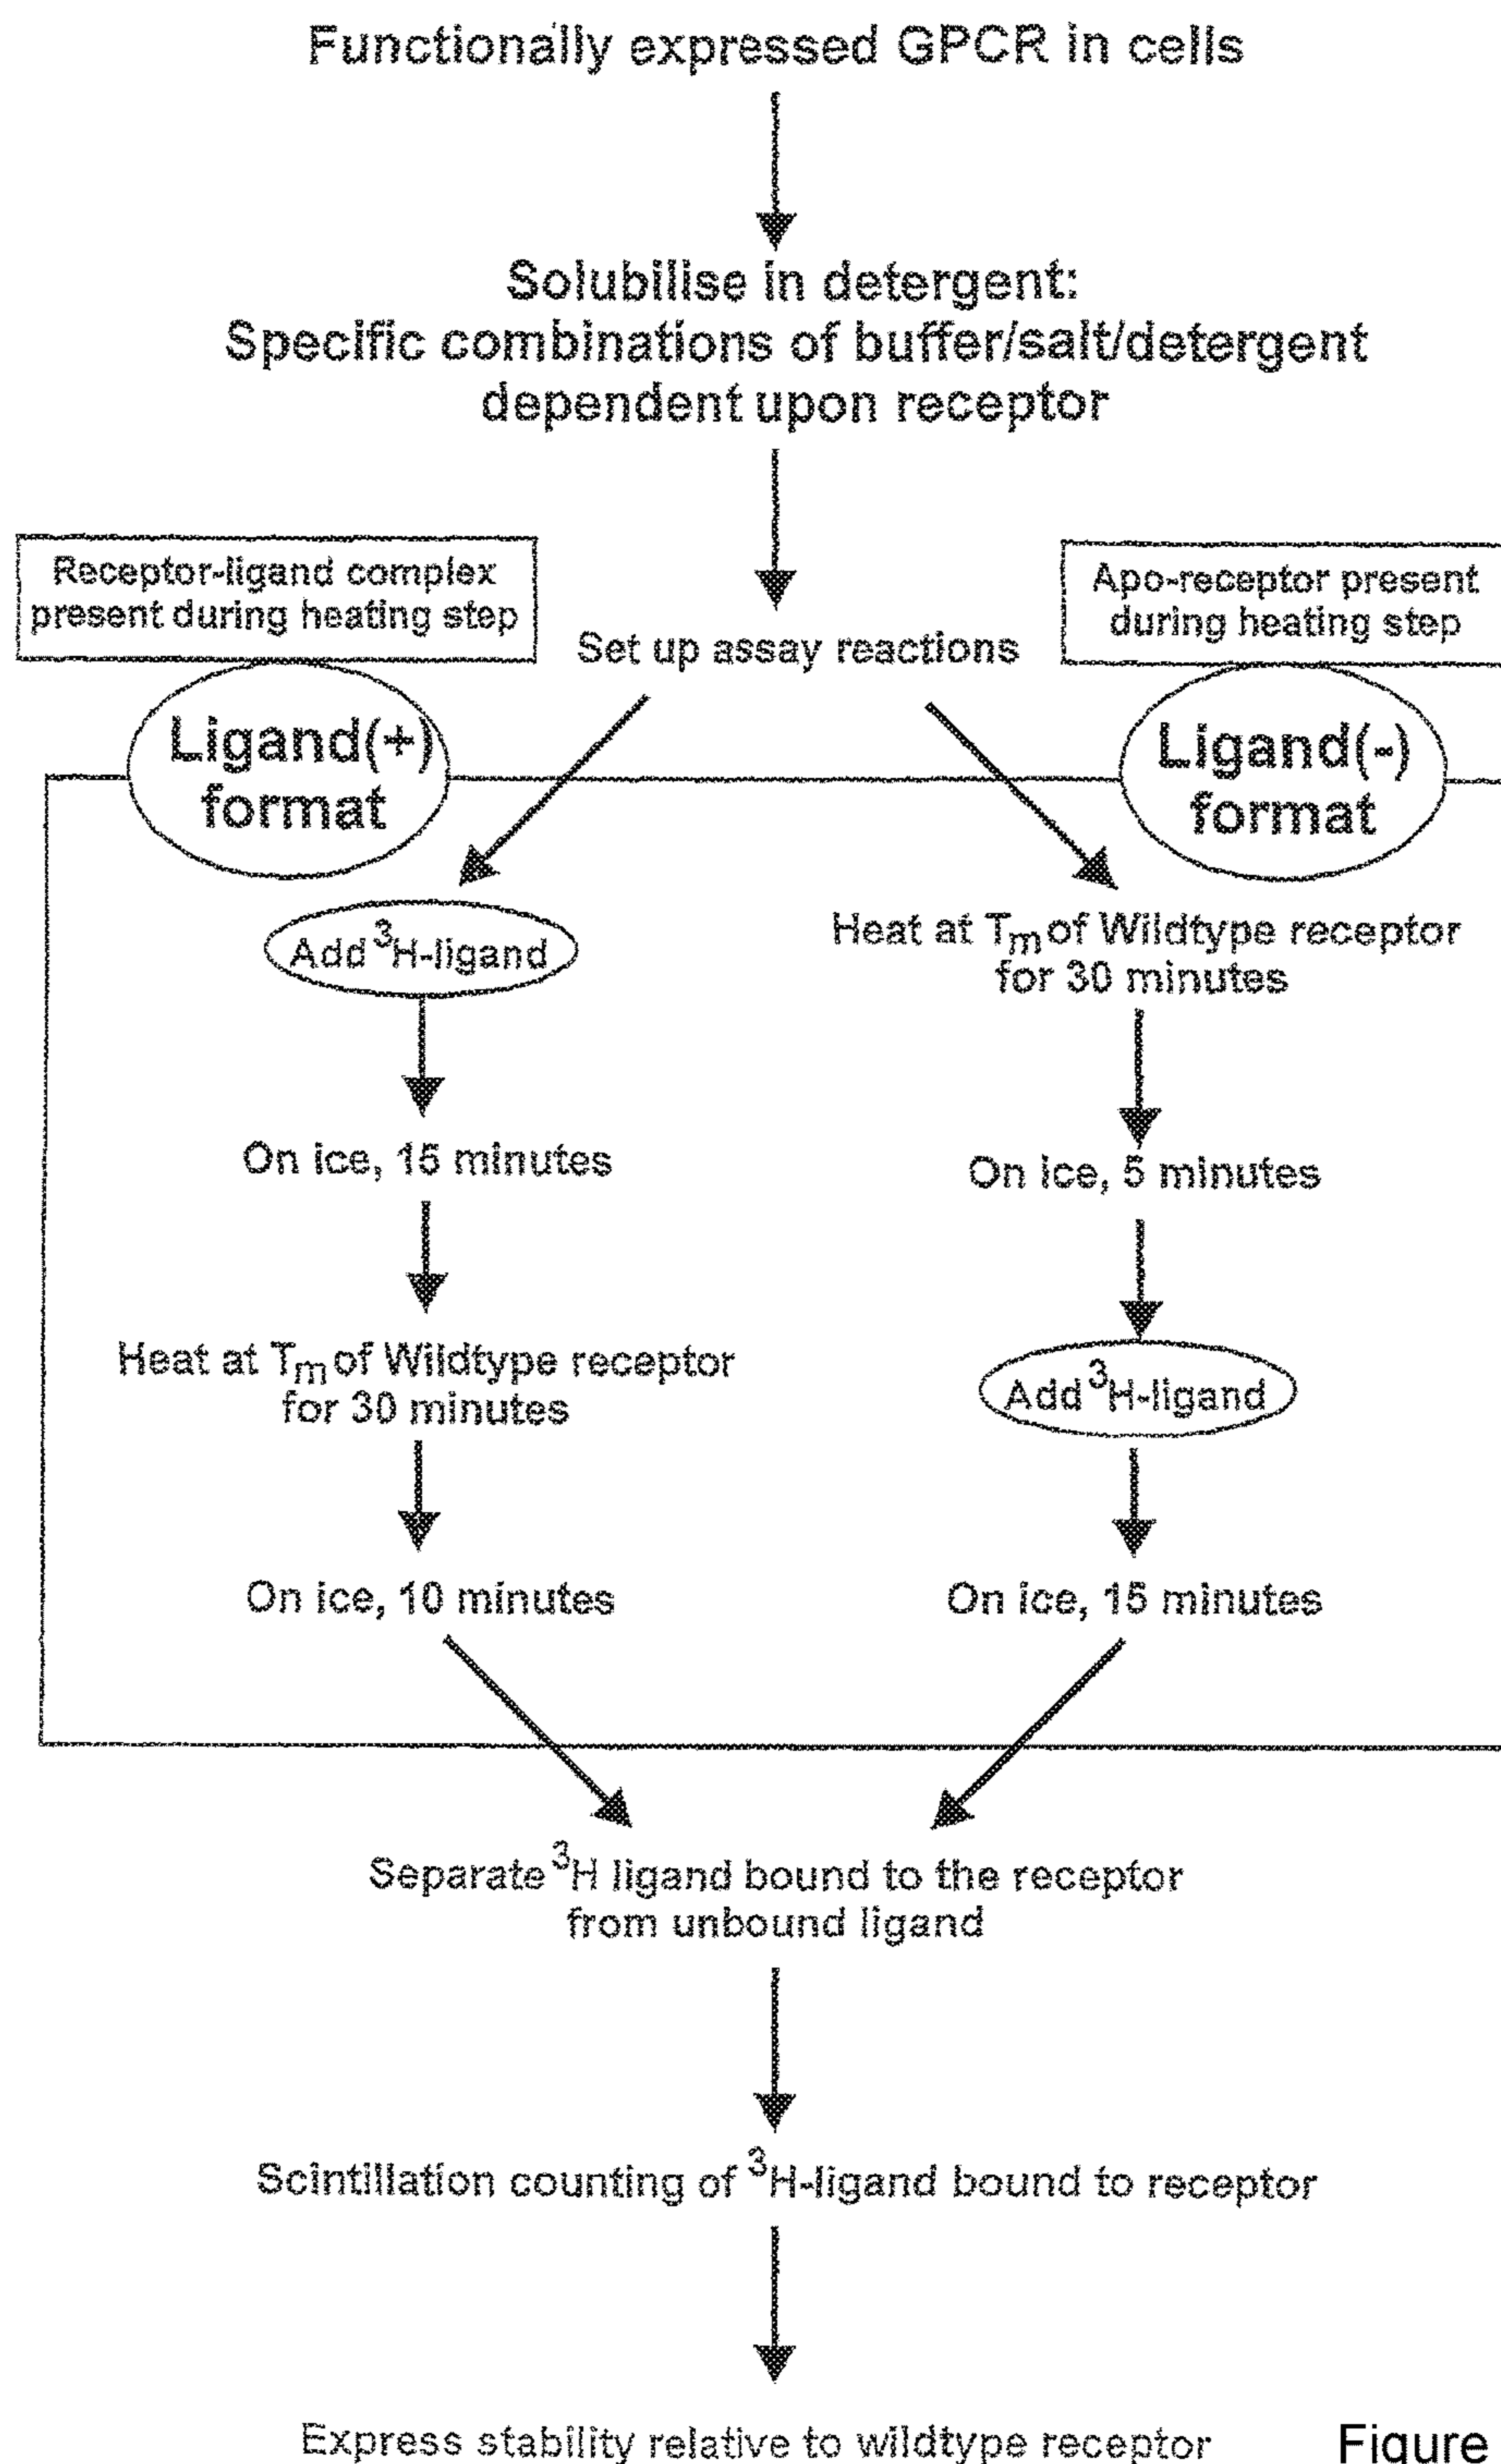 Functionally expressed GPCR in cells
Solubilise in detergent:
Specific combinations of buffer/salt/detergent
dependent upon receptor
Receptor-ligand complex
present during heating step
Apo-receptor present
during heating step
Set up assay reactions
Ligand(+)
format
Ligand(-)
format
Add ³H-ligand
On ice, 15 minutes
Heat at Tm of Wildtype receptor
for 30 minutes
On ice, 10 minutes
Heat at Tm of Wildtype receptor
for 30 minutes
On ice, 5 minutes
Add ³H-ligand
On ice, 15 minutes
Separate ³H ligand bound to the receptor
from unbound ligand
Scintillation counting of ³H-ligand bound to receptor
Express stability relative to wildtype receptor
Figure